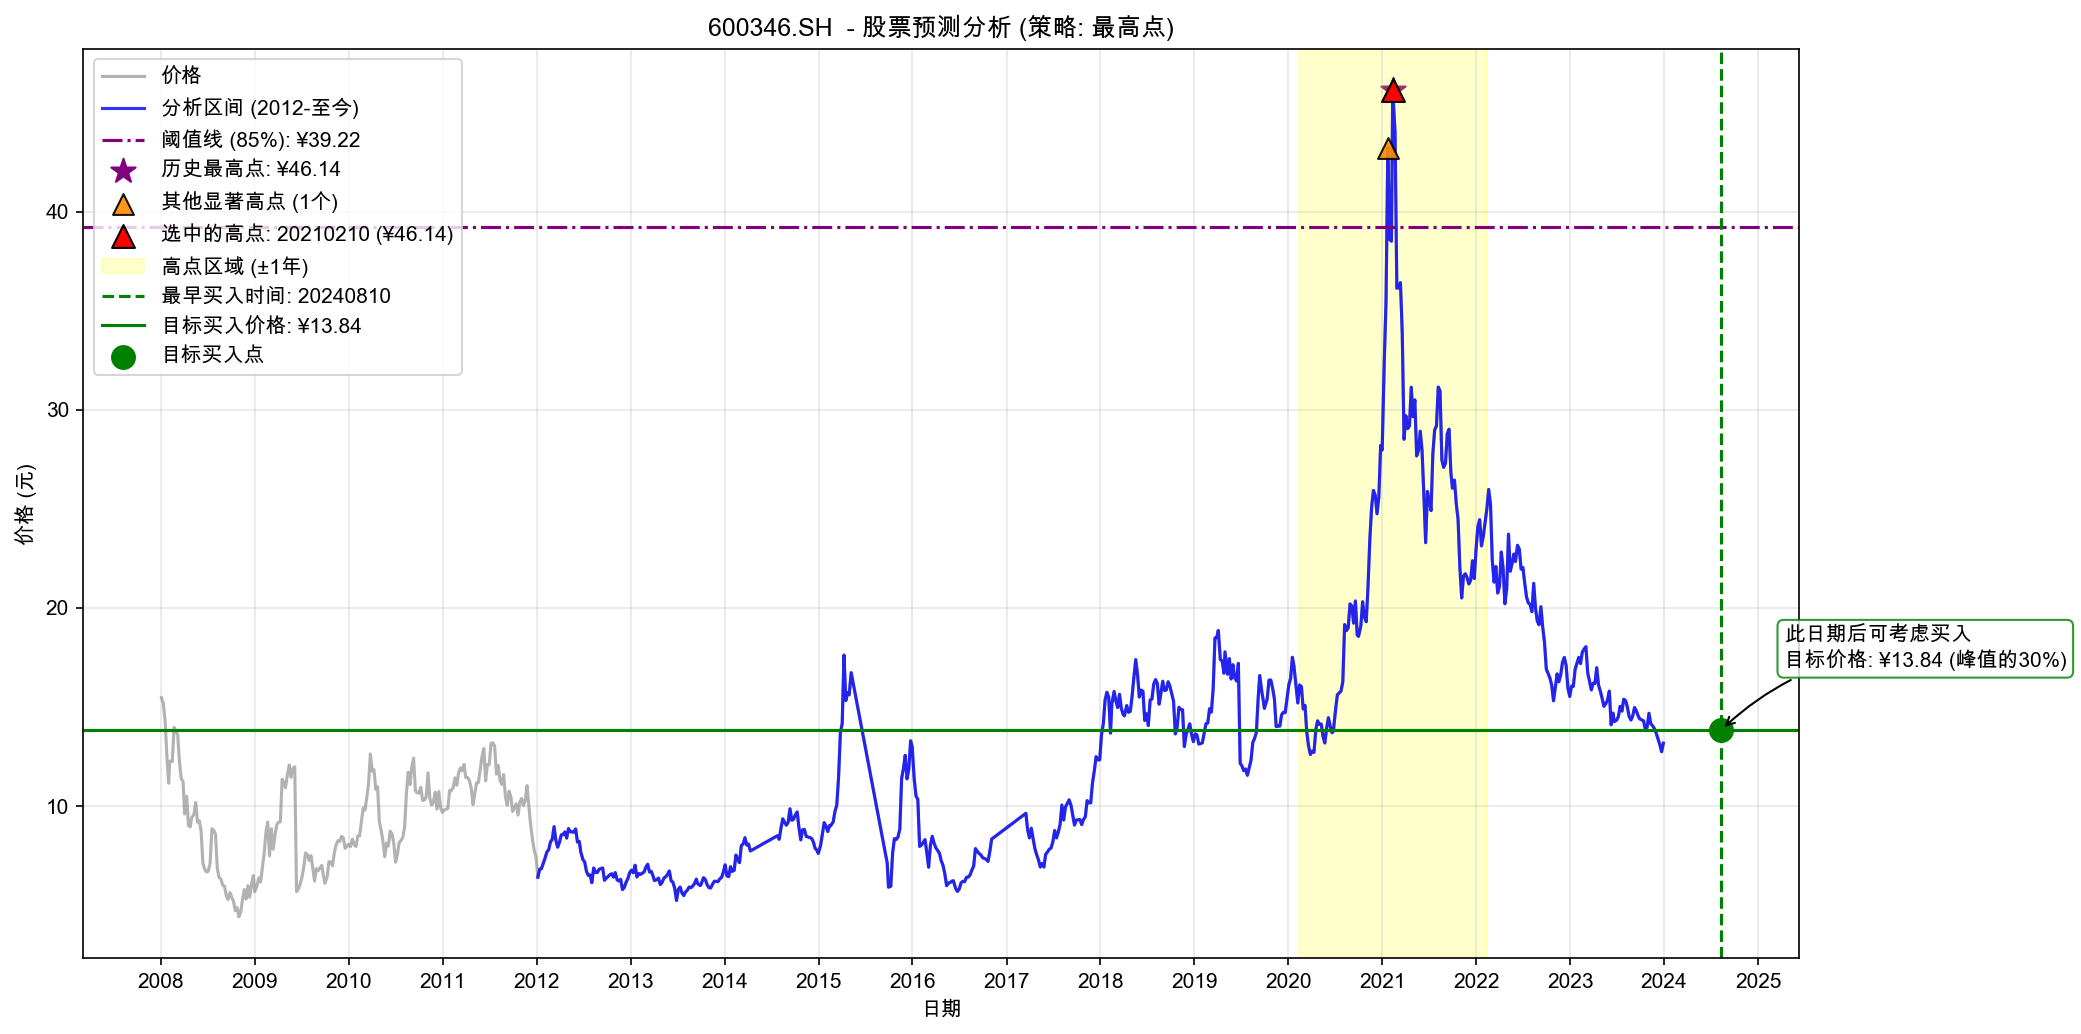 600346.SH - 股票预测分析 (策略: 最高点)
价格
分析区间 (2012-至今)
阈值线 (85%): ¥39.22
历史最高点: ¥46.14
其他显著高点 (1个)
选中的高点: 20210210 (¥46.14)
高点区域 (±1年)
最早买入时间: 20240810
目标买入价格: ¥13.84
目标买入点
40
30
20
10
价格 (元)
此日期后可考虑买入
目标价格: ¥13.84 (峰值的30%)
2008 2009 2010 2011 2012 2013 2014 2015 2016 2017 2018 2019 2020 2021 2022 2023 2024 2025
日期